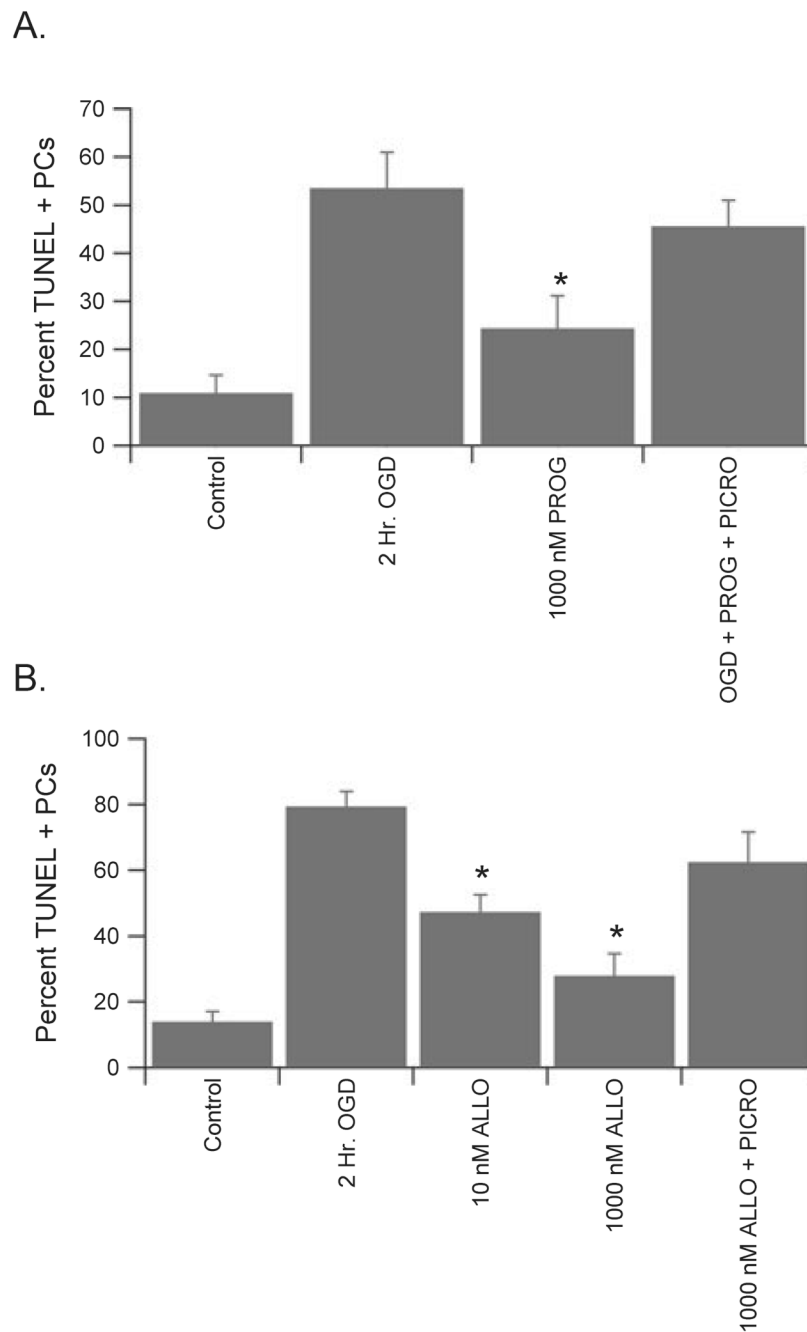 A.
Percent TUNEL + PCs
70
60
50
40
30
20
10
0
*
Control
2 Hr. OGD
1000 nM PROG
OGD + PROG + PICRO
B.
Percent TUNEL + PCs
100
80
60
40
20
0
*
*
Control
2 Hr. OGD
10 nM ALLO
1000 nM ALLO
1000 nM ALLO + PICRO